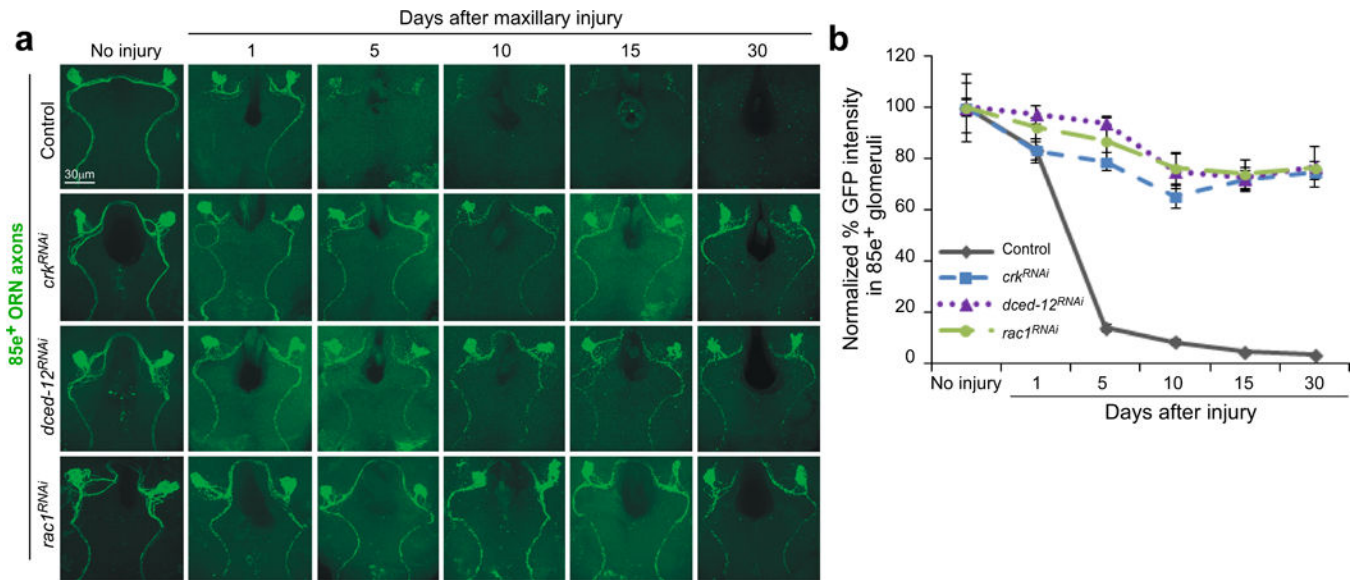 a
Days after maxillary injury
No injury 1 5 10 15 30
85e+ ORN axons
Control
30µm
crkRNAi
dced-12RNAi
rac1RNAi
b
Normalized % GFP intensity
in 85e+ glomeruli
120
100
80
60
40
20
0
Control
crkRNAi
dced-12RNAi
rac1RNAi
No injury 1 5 10 15 30
Days after injury